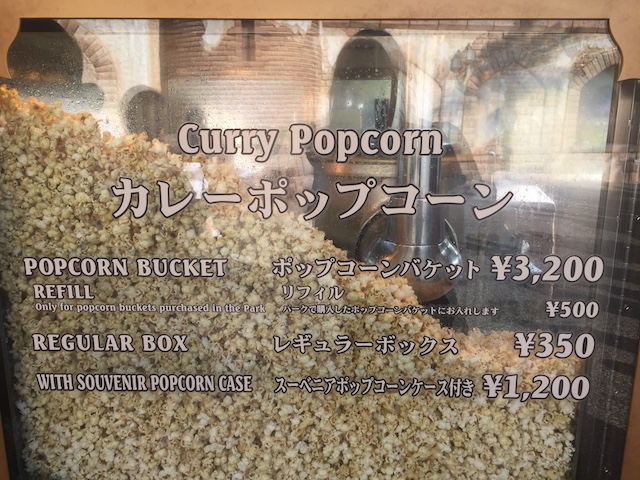 Curry Popcorn
カレーポップコーン
POPCORN BUCKET ポップコーンバケット ¥3,200
REFILL リフィル
Only for popcorn buckets purchased in the Park パークで購入したポップコーンバケットにお入れします ¥500
REGULAR BOX レギュラーボックス ¥350
WITH SOUVENIR POPCORN CASE スーベニアポップコーンケース付き ¥1,200